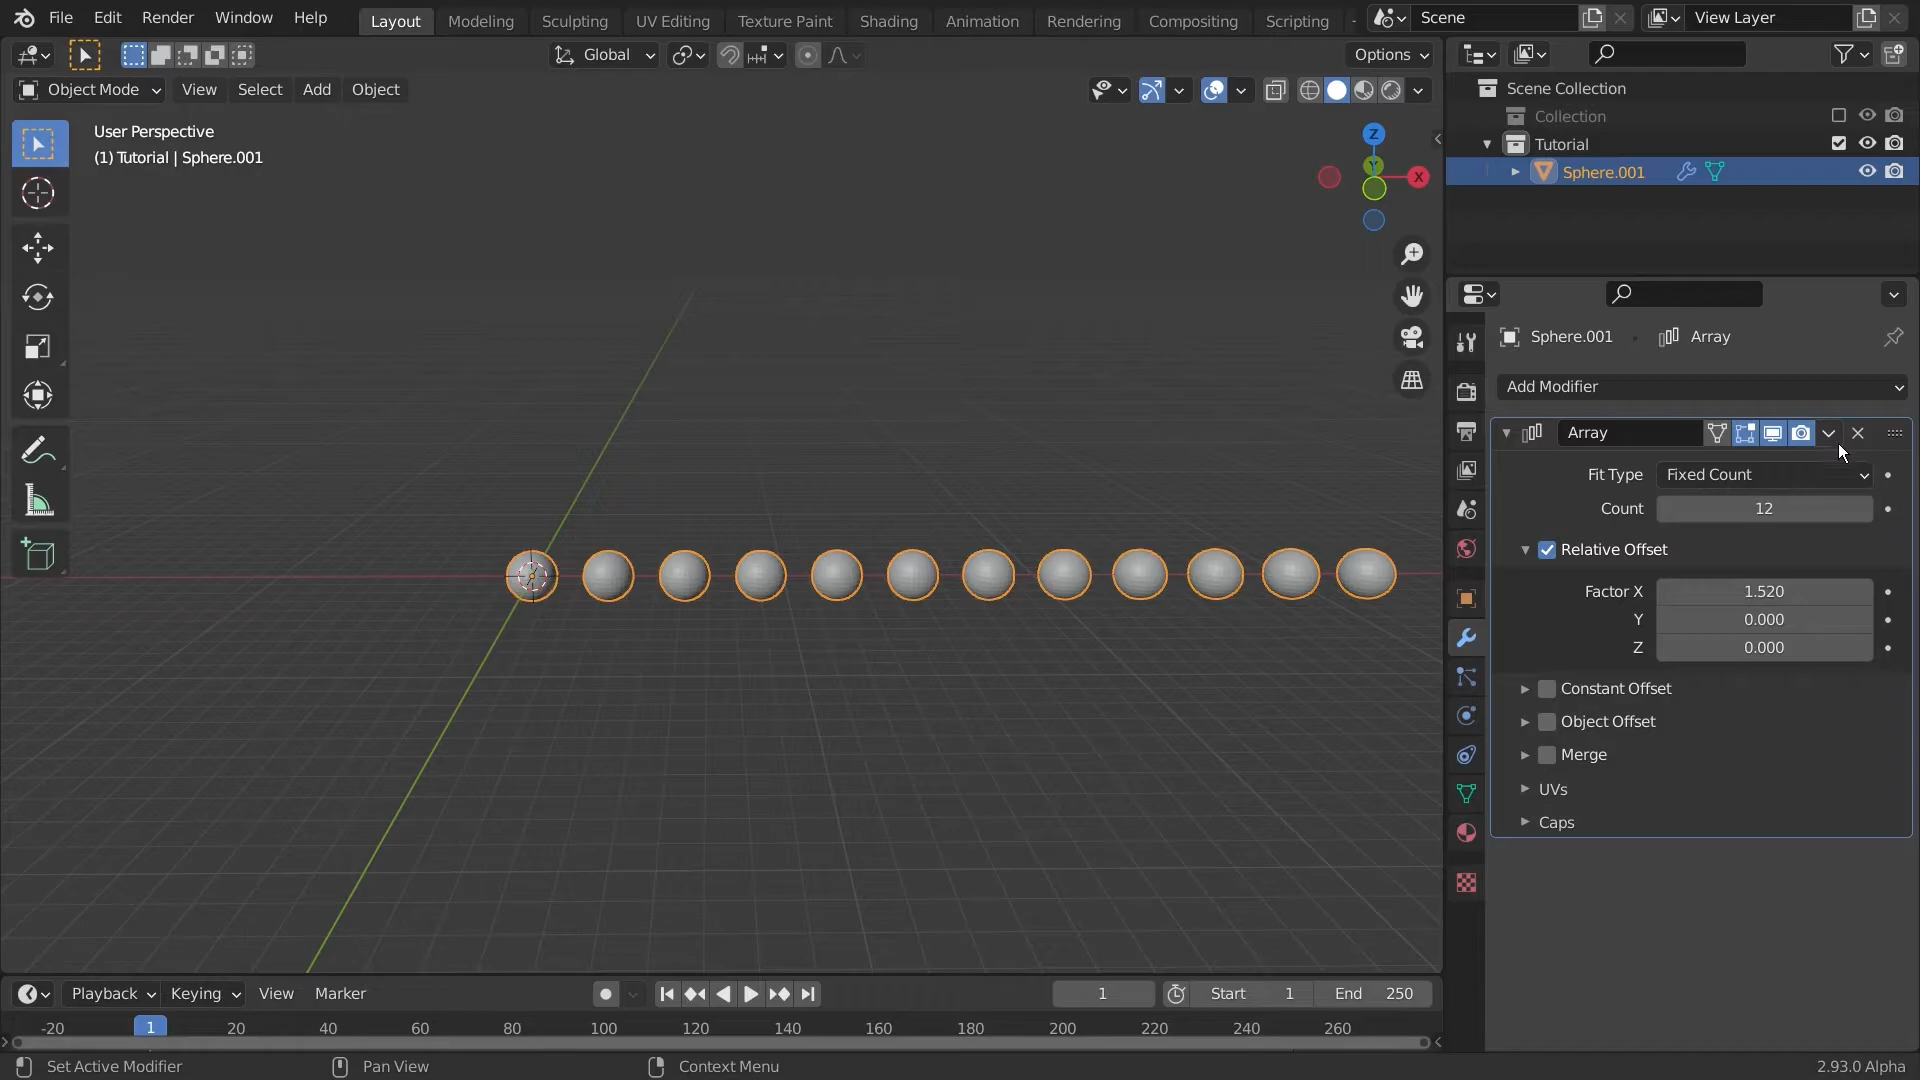 File Edit Render Window Help Layout Modeling Sculpting UV Editing Texture Paint Shading Animation Rendering Compositing Scripting Scene View Layer
Global Options
Object Mode View Select Add Object
User Perspective
(1) Tutorial | Sphere.001
Z
Y
X
Scene Collection
Collection
Tutorial
Sphere.001
Sphere.001 Array
Add Modifier
Array
Fit Type Fixed Count
Count 12
Relative Offset
Factor X 1.520
Y 0.000
Z 0.000
Constant Offset
Object Offset
Merge
UVs
Caps
Playback Keying View Marker 1 Start 1 End 250
-20 1 20 40 60 80 100 120 140 160 180 200 220 240 260
Set Active Modifier Pan View Context Menu 2.93.0 Alpha